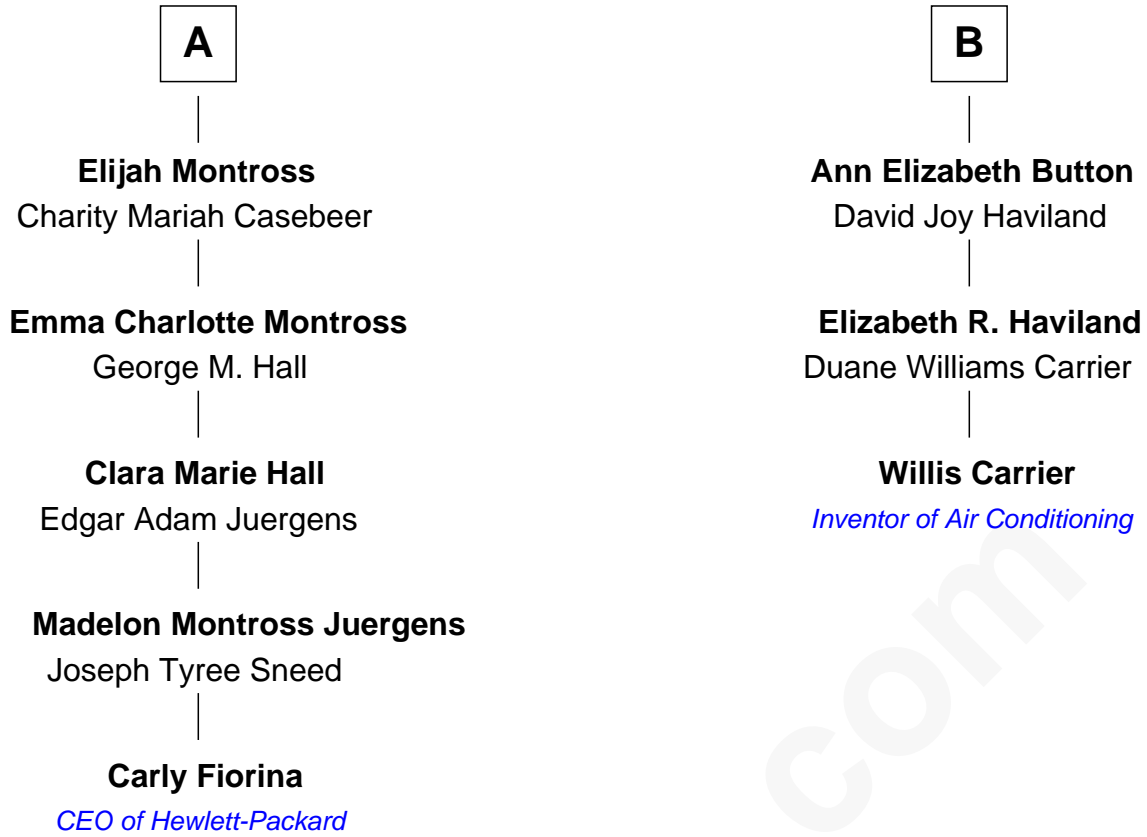 A
Elijah Montross
Charity Mariah Casebeer
Emma Charlotte Montross
George M. Hall
Clara Marie Hall
Edgar Adam Juergens
Madelon Montross Juergens
Joseph Tyree Sneed
Carly Fiorina
CEO of Hewlett-Packard
B
Ann Elizabeth Button
David Joy Haviland
Elizabeth R. Haviland
Duane Williams Carrier
Willis Carrier
Inventor of Air Conditioning
com